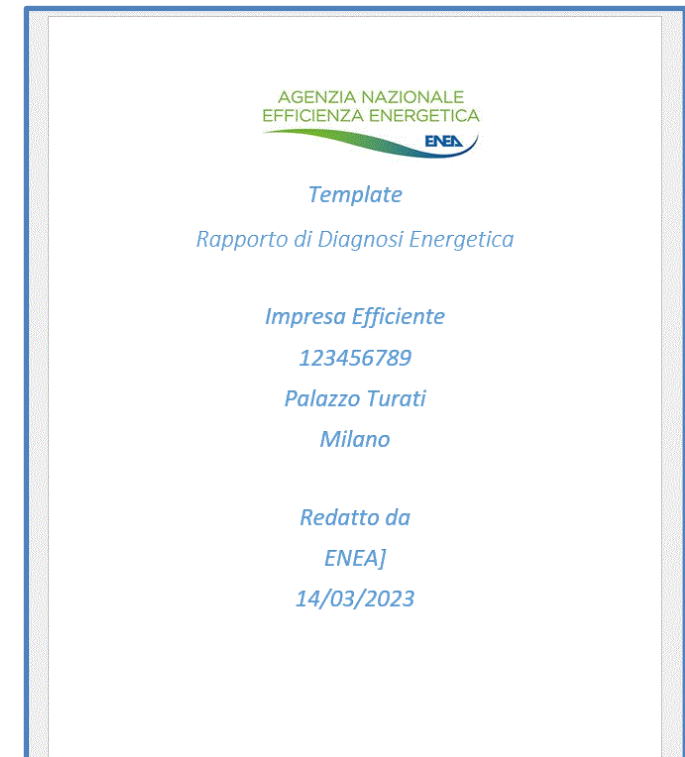 AGENZIA NAZIONALE
EFFICIENZA ENERGETICA
ENEA
Template
Rapporto di Diagnosi Energetica
Impresa Efficiente
123456789
Palazzo Turati
Milano
Redatto da
ENEA]
14/03/2023